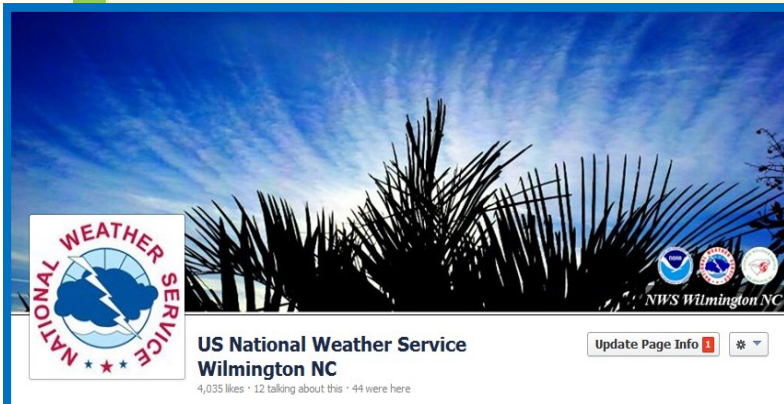 NWS Wilmington NC
NATIONAL WEATHER SERVICE
US National Weather Service
Wilmington NC
4,035 likes · 12 talking about this · 44 were here
Update Page Info 1